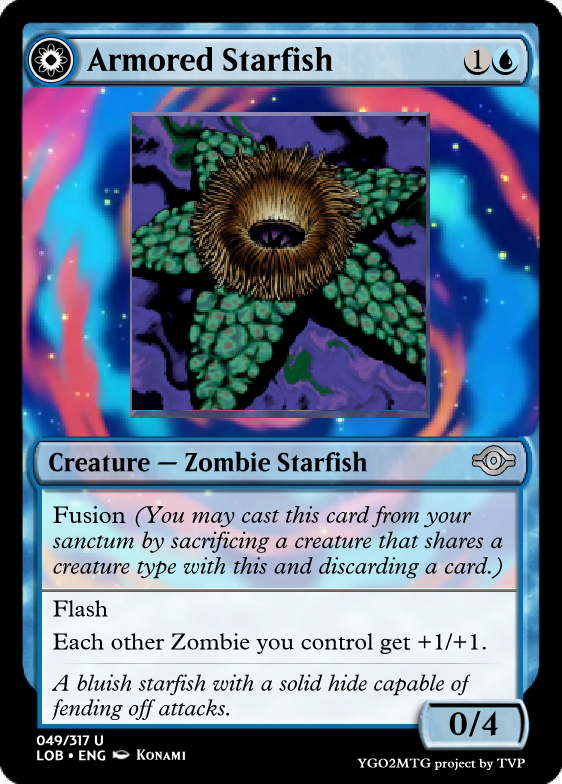 Armored Starfish 1
Creature — Zombie Starfish
Fusion (You may cast this card from your
sanctum by sacrificing a creature that shares a
creature type with this and discarding a card.)
Flash
Each other Zombie you control get +1/+1.
A bluish starfish with a solid hide capable of
fending off attacks.
0/4
049/317 U
LOB • ENG Konami
YGO2MTG project by TVP